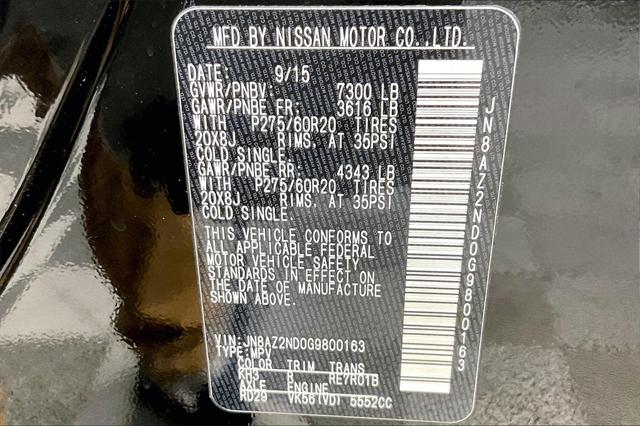 MFD BY NISSAN MOTOR CO.,LTD.
DATE: 9/15
GVWR/PNBV: 7300 LB
GAWR/PNBE FR: 3616 LB
WITH P275/60R20 TIRES
20X8J RIMS, AT 35PSI
COLD SINGLE.
GAWR/PNBE RR: 4343 LB
WITH P275/60R20 TIRES
20X8J RIMS, AT 35PSI
COLD SINGLE.
THIS VEHICLE CONFORMS TO
ALL APPLICABLE FEDERAL
MOTOR VEHICLE SAFETY
STANDARDS IN EFFECT ON
THE DATE OF MANUFACTURE
SHOWN ABOVE.
VIN:JN8AZ2ND0G9800163
TYPE:MPV
COLOR TRIM TRANS
KH3 B RE7R01B
AXLE ENGINE
RD29 VK56(VD) 5552CC
JN8AZ2ND0G9800163